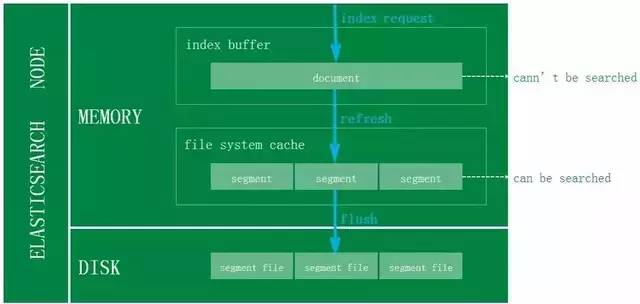 index request
index buffer
document
cann't be searched
MEMORY
refresh
file system cache
segment segment segment
can be searched
flush
DISK
segment file segment file segment file
ELASTICSEARCH NODE